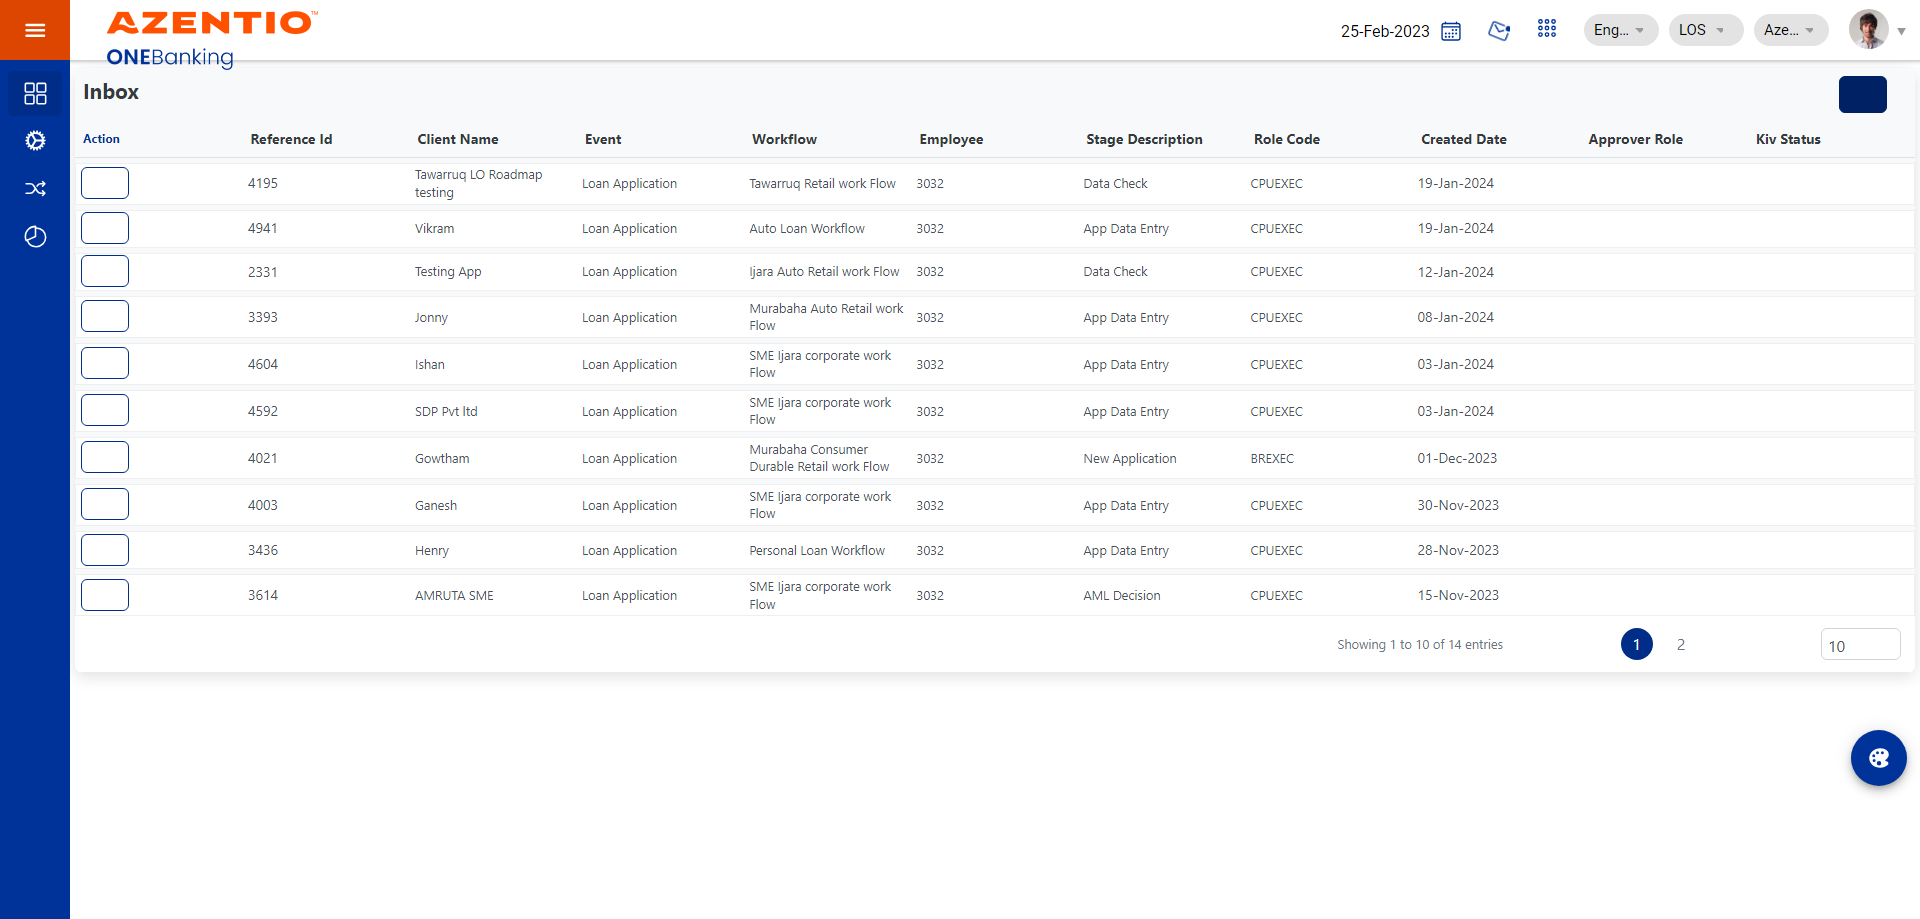 AZENTIO™
ONEBanking
25-Feb-2023 Eng... LOS Aze...
Inbox
Action Reference Id Client Name Event Workflow Employee Stage Description Role Code Created Date Approver Role Kiv Status
4195 Tawarruq LO Roadmap testing Loan Application Tawarruq Retail work Flow 3032 Data Check CPUEXEC 19-Jan-2024
4941 Vikram Loan Application Auto Loan Workflow 3032 App Data Entry CPUEXEC 19-Jan-2024
2331 Testing App Loan Application Ijara Auto Retail work Flow 3032 Data Check CPUEXEC 12-Jan-2024
3393 Jonny Loan Application Murabaha Auto Retail work Flow 3032 App Data Entry CPUEXEC 08-Jan-2024
4604 Ishan Loan Application SME Ijara corporate work Flow 3032 App Data Entry CPUEXEC 03-Jan-2024
4592 SDP Pvt ltd Loan Application SME Ijara corporate work Flow 3032 App Data Entry CPUEXEC 03-Jan-2024
4021 Gowtham Loan Application Murabaha Consumer Durable Retail work Flow 3032 New Application BREXEC 01-Dec-2023
4003 Ganesh Loan Application SME Ijara corporate work Flow 3032 App Data Entry CPUEXEC 30-Nov-2023
3436 Henry Loan Application Personal Loan Workflow 3032 App Data Entry CPUEXEC 28-Nov-2023
3614 AMRUTA SME Loan Application SME Ijara corporate work Flow 3032 AML Decision CPUEXEC 15-Nov-2023
Showing 1 to 10 of 14 entries 1 2 10